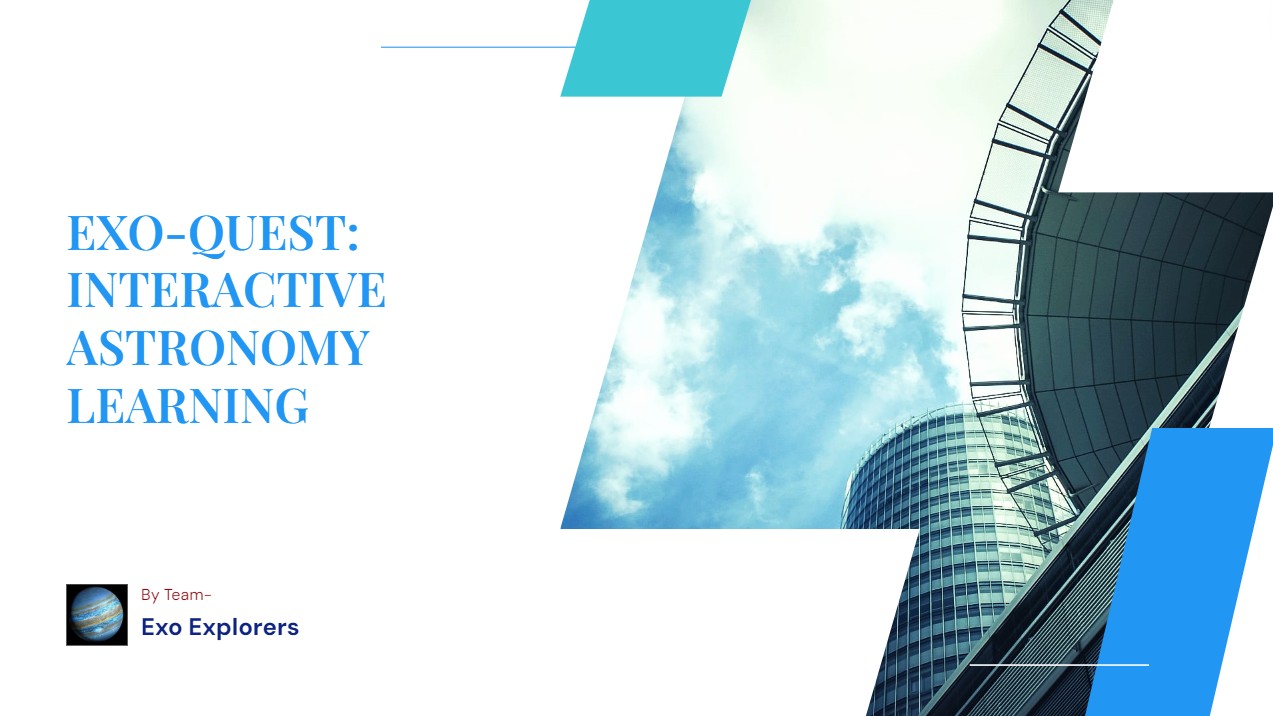 EXO-QUEST:
INTERACTIVE
ASTRONOMY
LEARNING
By Team-
Exo Explorers